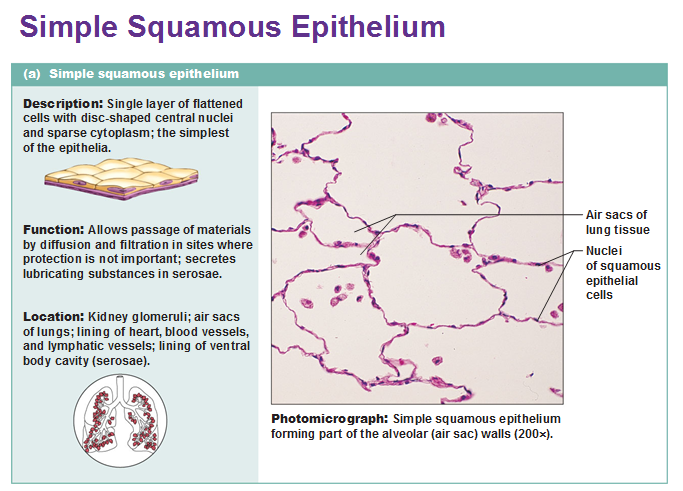 Simple Squamous Epithelium
(a) Simple squamous epithelium
Description: Single layer of flattened
cells with disc-shaped central nuclei
and sparse cytoplasm; the simplest
of the epithelia.
Function: Allows passage of materials
by diffusion and filtration in sites where
protection is not important; secretes
lubricating substances in serosae.
Location: Kidney glomeruli; air sacs
of lungs; lining of heart, blood vessels,
and lymphatic vessels; lining of ventral
body cavity (serosae).
Air sacs of
lung tissue
Nuclei
of squamous
epithelial
cells
Photomicrograph: Simple squamous epithelium
forming part of the alveolar (air sac) walls (200×).